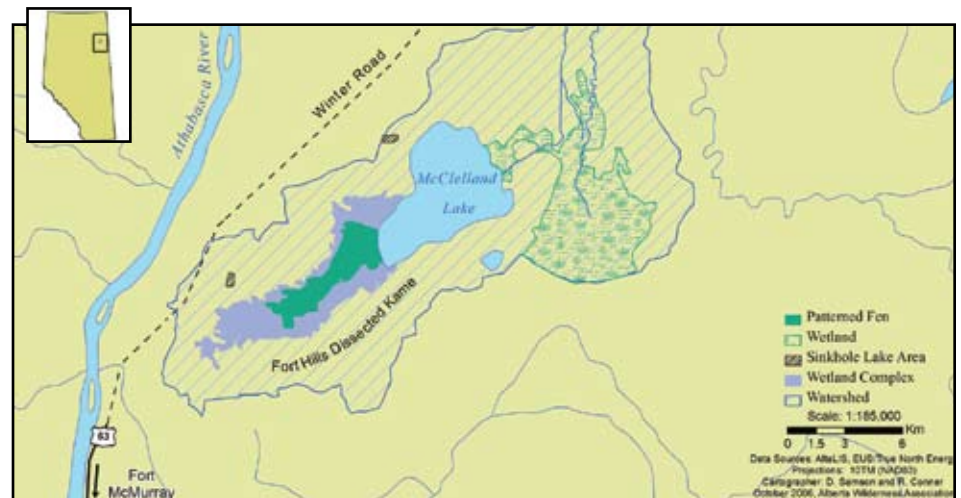 Athabasca River
Winter Road
McClelland
Lake
Fort Hills Dissected Kame
Patterned Fen
Wetland
Sinkhole Lake Area
Wetland Complex
Watershed
Scale: 1:185,000
Km
0 1.5 3 6
63
Fort
McMurray
Data Sources: AltaLIS, EUB/True North Energy
Projections: 10TM (NAD83)
Cartographer: D. Samson and R. Conner
October 2006, Alberta Wilderness Association